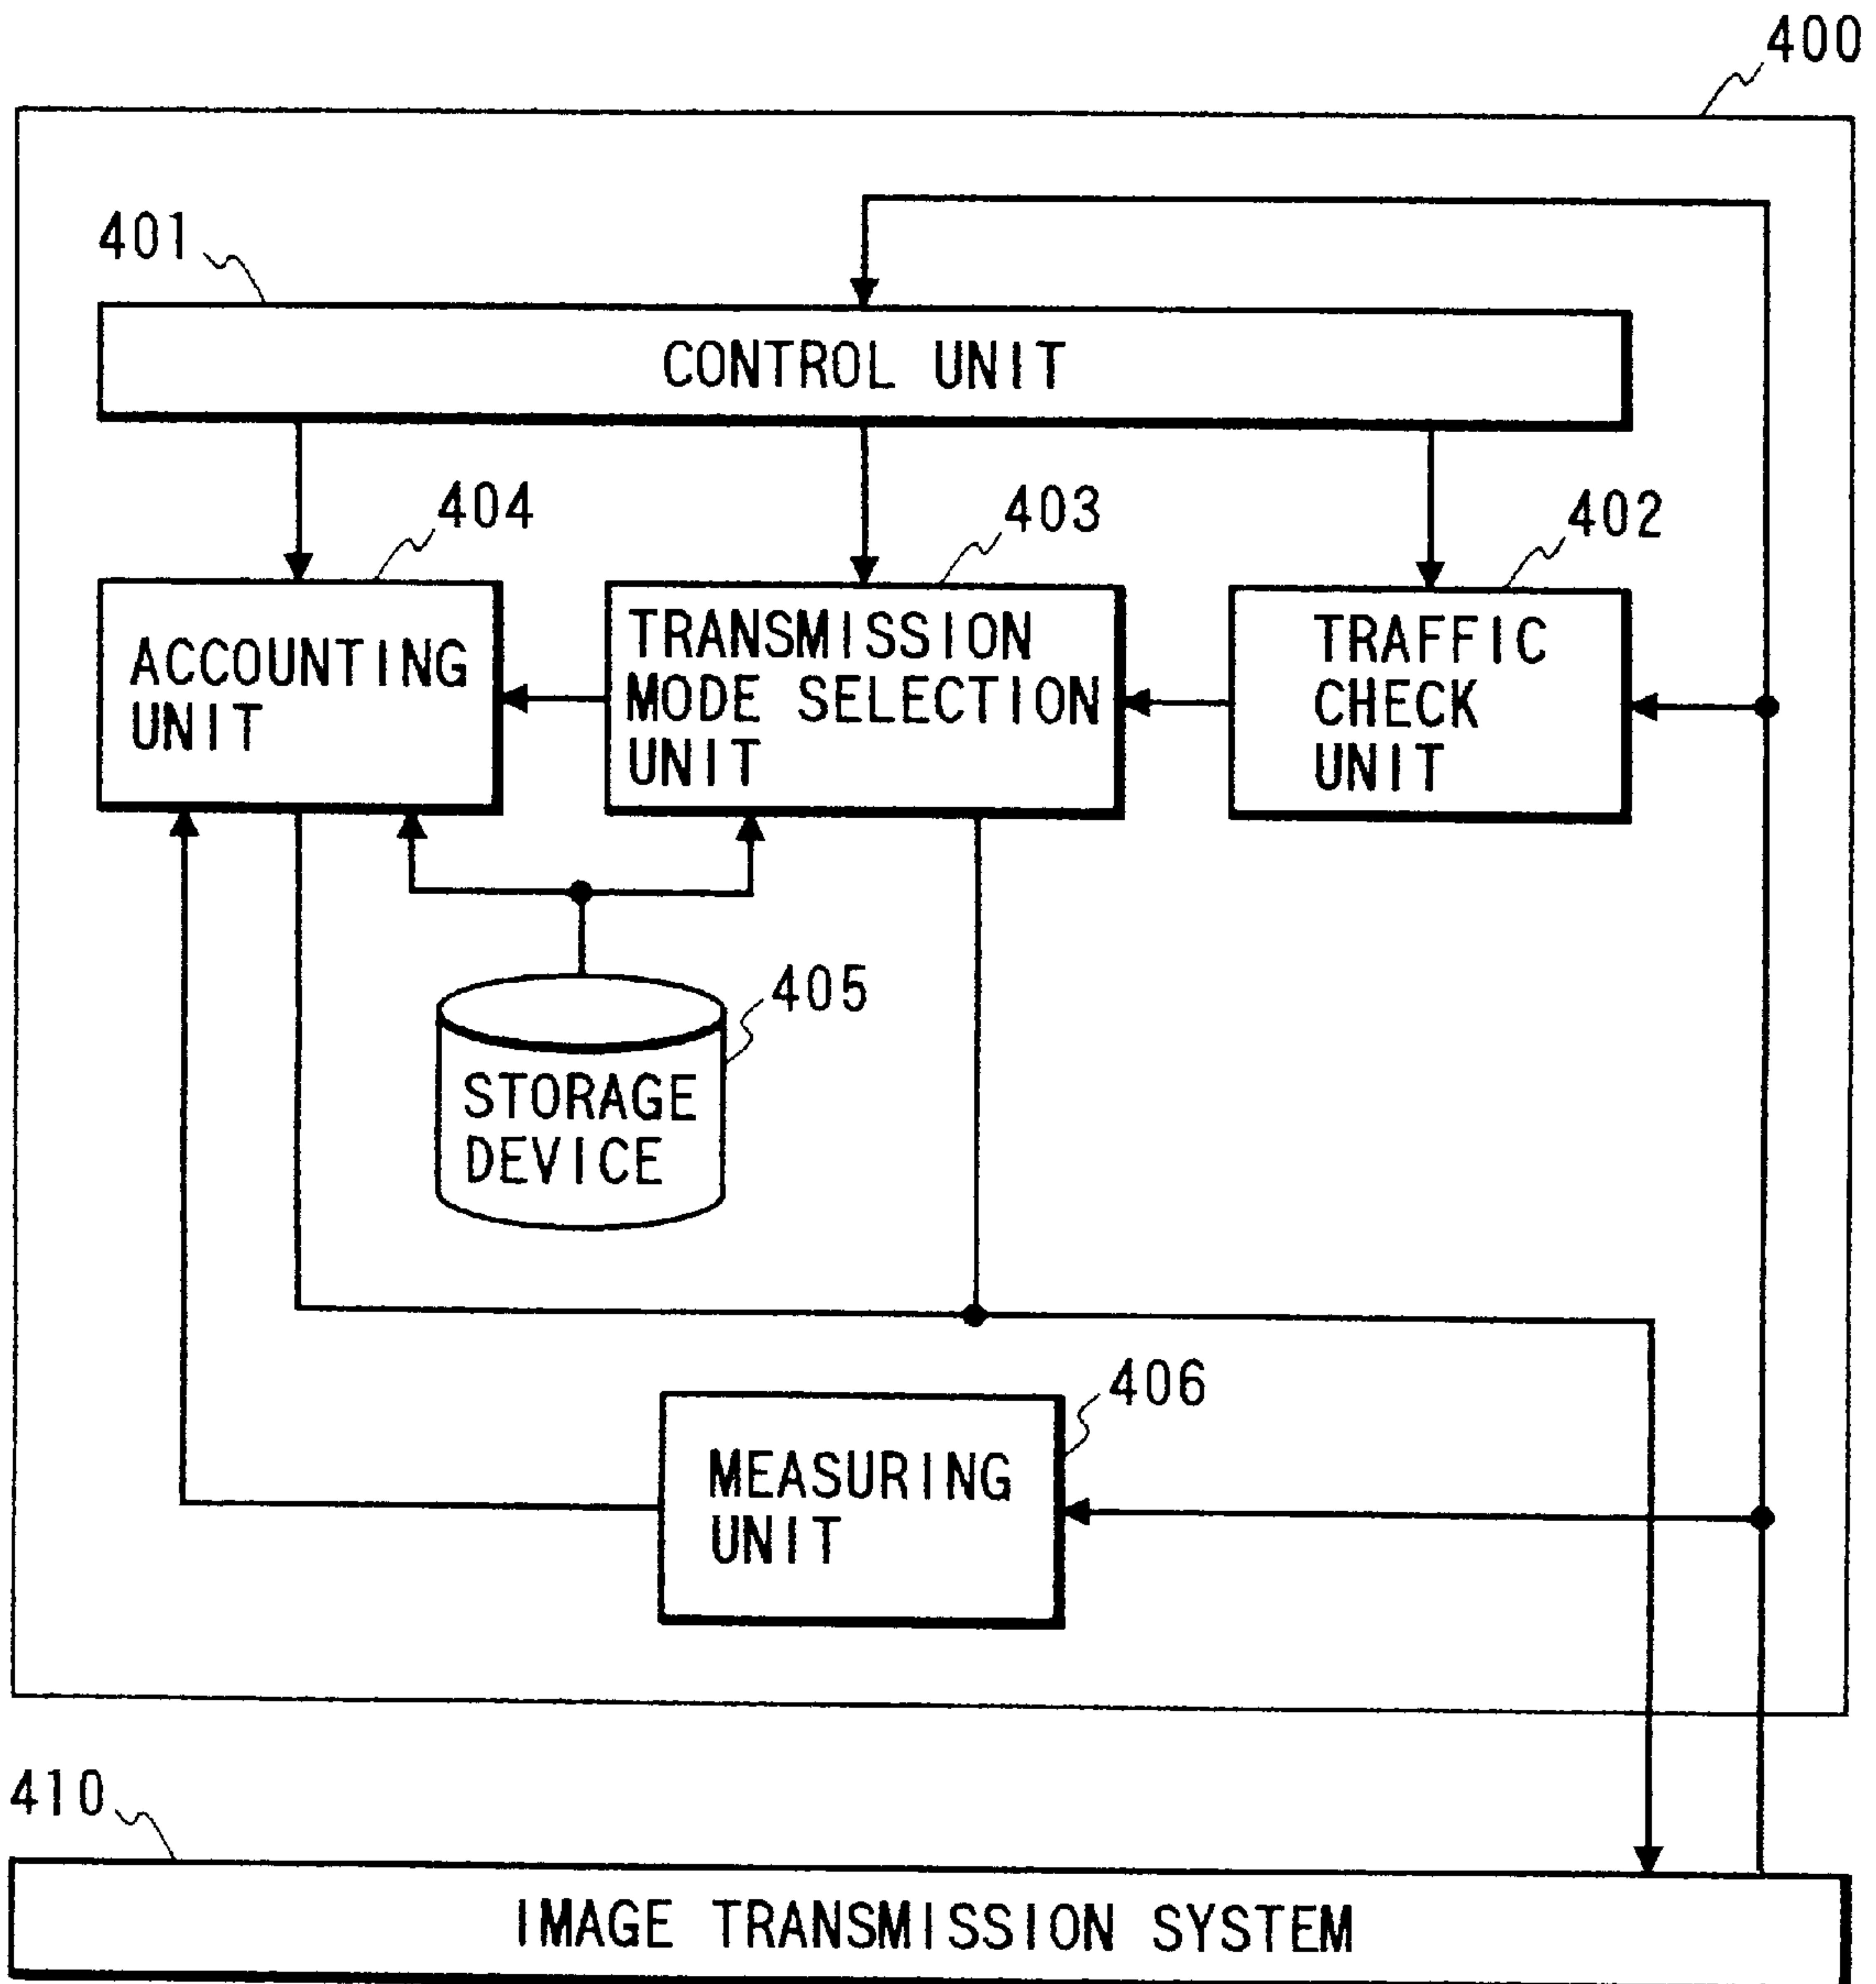 400
401
CONTROL UNIT
404
403
402
ACCOUNTING
UNIT
TRANSMISSION
MODE SELECTION
UNIT
TRAFFIC
CHECK
UNIT
405
STORAGE
DEVICE
406
MEASURING
UNIT
410
IMAGE TRANSMISSION SYSTEM